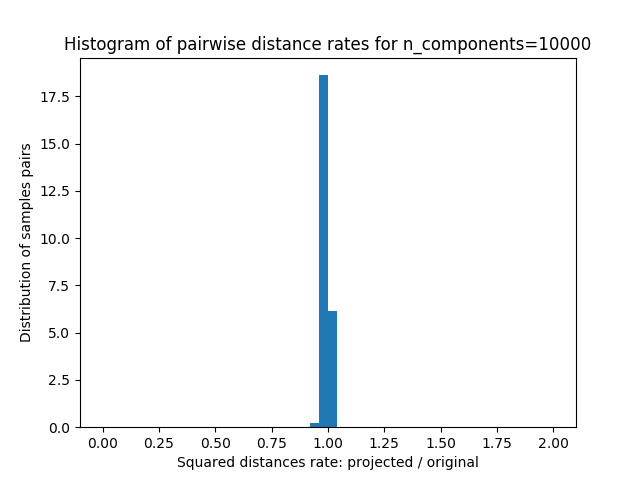 Histogram of pairwise distance rates for n_components=10000
Distribution of samples pairs
17.5
15.0
12.5
10.0
7.5
5.0
2.5
0.0
0.00 0.25 0.50 0.75 1.00 1.25 1.50 1.75 2.00
Squared distances rate: projected / original